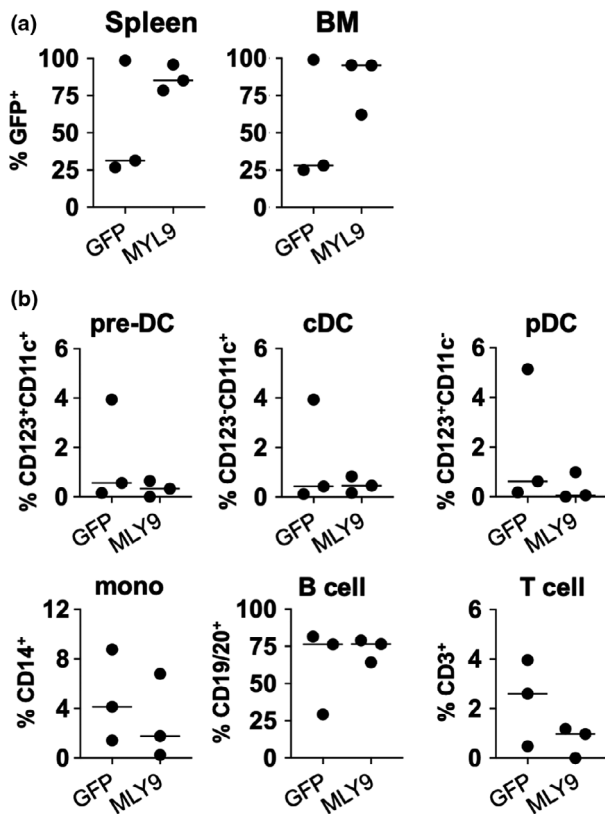 (a)
Spleen
BM
% GFP+
100
75
50
25
0
GFP
MYL9
100
75
50
25
0
GFP
MYL9
(b)
pre-DC
cDC
pDC
% CD123+CD11c+
6
4
2
0
GFP
MLY9
% CD123-CD11c+
6
4
2
0
GFP
MLY9
% CD123+CD11c-
6
4
2
0
GFP
MLY9
mono
B cell
T cell
% CD14+
12
8
4
0
GFP
MLY9
% CD19/20+
100
75
50
25
0
GFP
MLY9
% CD3+
6
4
2
0
GFP
MLY9